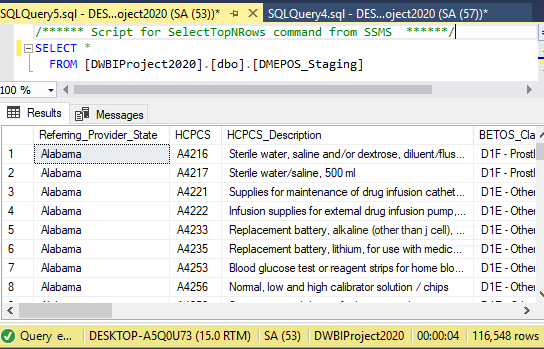 SQLQuery5.sql - DES...oject2020 (SA (53))* SQLQuery4.sql - DES...oject2020 (SA (57))*
/****** Script for SelectTopNRows command from SSMS ******/
SELECT *
FROM [DWBIProject2020].[dbo].[DMEPOS_Staging]
100 %
Results Messages
Referring_Provider_State HCPCS HCPCS_Description BETOS_Cla
1 Alabama A4216 Sterile water, saline and/or dextrose, diluent/flus... D1F - Prosth
2 Alabama A4217 Sterile water/saline, 500 ml D1F - Prosth
3 Alabama A4221 Supplies for maintenance of drug infusion cathet... D1E - Other
4 Alabama A4222 Infusion supplies for external drug infusion pump,... D1E - Other
5 Alabama A4233 Replacement battery, alkaline (other than j cell), ... D1E - Other
6 Alabama A4235 Replacement battery, lithium, for use with medic... D1E - Other
7 Alabama A4253 Blood glucose test or reagent strips for home blo... D1E - Other
8 Alabama A4256 Normal, low and high calibrator solution / chips D1E - Other
Query e... DESKTOP-A5Q0U73 (15.0 RTM) SA (53) DWBIProject2020 00:00:04 116,548 rows